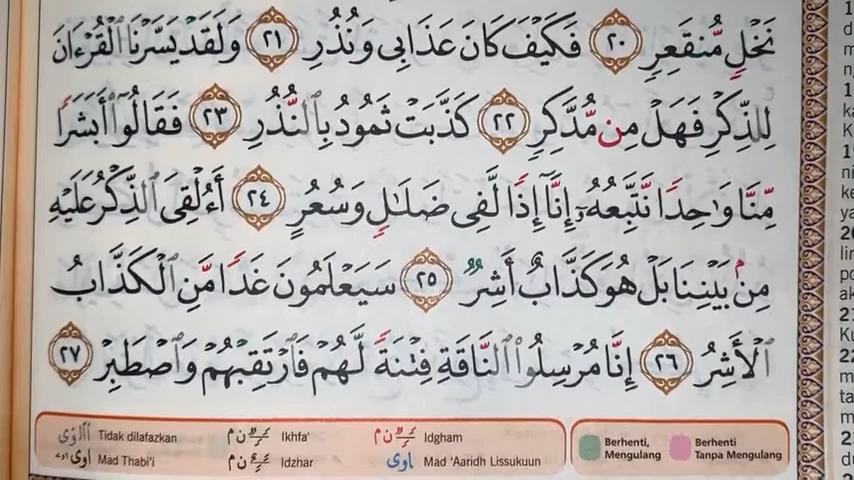 نَخْلٍ مُّنقَعِرٍ ٢٠ فَكَيْفَ كَانَ عَذَابِى وَنُذُرِ ٢١ وَلَقَدْ يَسَّرْنَا ٱلْقُرْءَانَ
لِلذِّكْرِ فَهَلْ مِن مُّدَّكِرٍ ٢٢ كَذَّبَتْ ثَمُودُ بِٱلنُّذُرِ ٢٣ فَقَالُوٓا۟ أَبَشَرًا
مِّنَّا وَٰحِدًا نَّتَّبِعُهُۥٓ إِنَّآ إِذًا لَّفِى ضَلَٰلٍ وَسُعُرٍ ٢٤ أَءُلْقِىَ ٱلذِّكْرُ عَلَيْهِ
مِنۢ بَيْنِنَا بَلْ هُوَ كَذَّابٌ أَشِرٌ ٢٥ سَيَعْلَمُونَ غَدًا مَّنِ ٱلْكَذَّابُ
ٱلْأَشِرُ ٢٦ إِنَّا مُرْسِلُوا۟ ٱلنَّاقَةِ فِتْنَةً لَّهُمْ فَٱرْتَقِبْهُمْ وَٱصْطَبِرْ ٢٧
Tidak dilafazkan ن م Ikhfa' ن م Idgham Berhenti, Mengulang Berhenti Tanpa Mengulang
Mad Thabi'i ن م Idzhar اوى Mad 'Aaridh Lissukuun